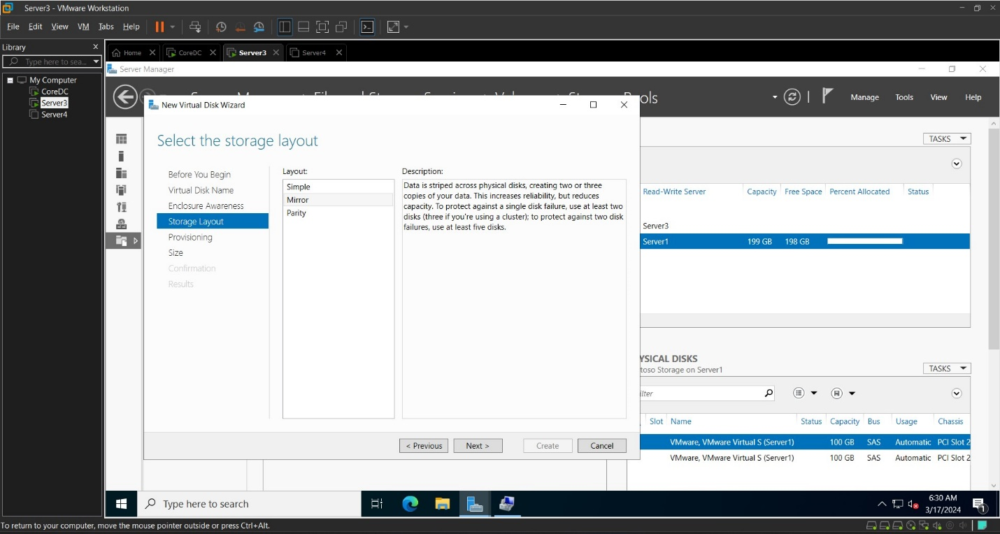 Server3 - VMware Workstation
File Edit View VM Tabs Help
Library
Type here to sea...
My Computer
CoreDC
Server3
Server4
Home CoreDC Server3 Server4
Server Manager
ols
Manage Tools View Help
New Virtual Disk Wizard
Select the storage layout
Before You Begin
Virtual Disk Name
Enclosure Awareness
Storage Layout
Provisioning
Size
Confirmation
Results
Layout:
Simple
Mirror
Parity
Description:
Data is striped across physical disks, creating two or three
copies of your data. This increases reliability, but reduces
capacity. To protect against a single disk failure, use at least two
disks (three if you're using a cluster); to protect against two disk
failures, use at least five disks.
< Previous Next > Create Cancel
TASKS
Read-Write Server Capacity Free Space Percent Allocated Status
Server3
Server1 199 GB 198 GB
YSICAL DISKS
toso Storage on Server1
TASKS
ilter
Slot Name Status Capacity Bus Usage Chassis
VMware, VMware Virtual S (Server1) 100 GB SAS Automatic PCI Slot 2
VMware, VMware Virtual S (Server1) 100 GB SAS Automatic PCI Slot 2
Type here to search
6:30 AM
3/17/2024
1
To return to your computer, move the mouse pointer outside or press Ctrl+Alt.